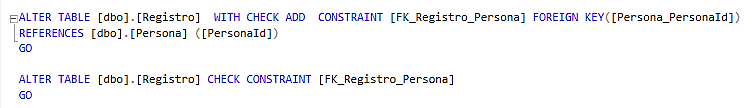 ALTER TABLE [dbo].[Registro]  WITH CHECK ADD  CONSTRAINT [FK_Registro_Persona] FOREIGN KEY([Persona_PersonaId])
REFERENCES [dbo].[Persona] ([PersonaId])
GO

ALTER TABLE [dbo].[Registro] CHECK CONSTRAINT [FK_Registro_Persona]
GO